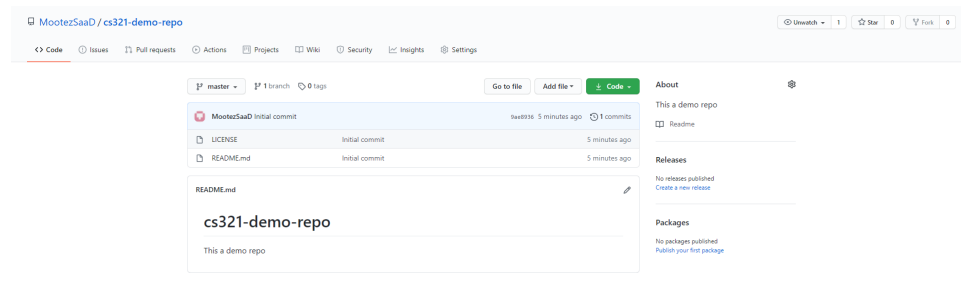 MootezSaaD / cs321-demo-repo
Unwatch 1 Star 0 Fork 0
Code Issues Pull requests Actions Projects Wiki Security Insights Settings
master 1 branch 0 tags Go to file Add file Code
MootezSaaD Initial commit 9ae8936 5 minutes ago 1 commits
LICENSE Initial commit 5 minutes ago
README.md Initial commit 5 minutes ago
README.md
cs321-demo-repo
This a demo repo
About
This a demo repo
Readme
Releases
No releases published
Create a new release
Packages
No packages published
Publish your first package